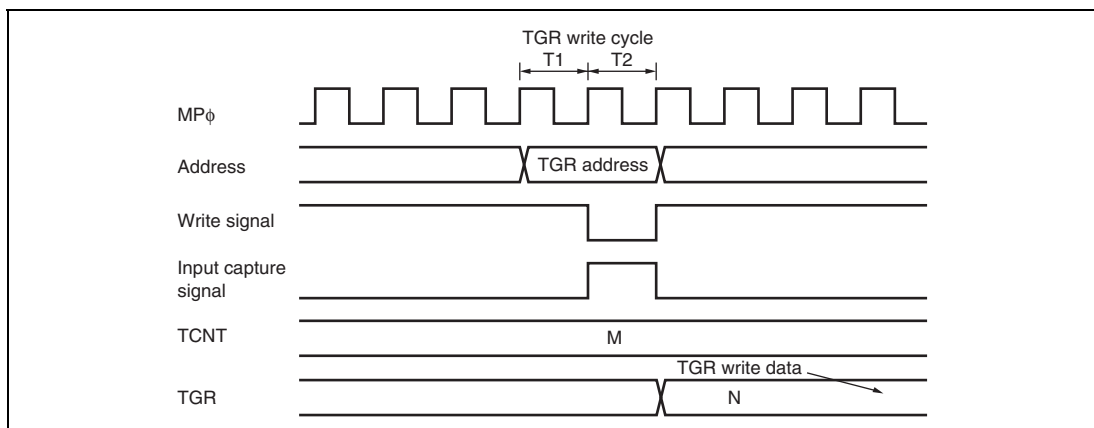 TGR write cycle
T1 T2
MPϕ
Address TGR address
Write signal
Input capture
signal
TCNT M
TGR write data
TGR N